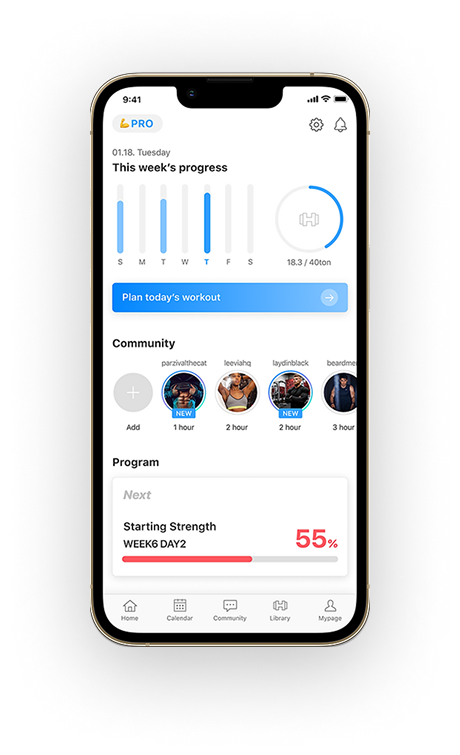 9:41
PRO
01.18. Tuesday
This week's progress
S M T W T F S
18.3 / 40ton
Plan today's workout
Community
parzivalthecat leeviahq laydinblack beardme
NEW NEW
Add 1 hour 2 hour 2 hour 3 hour
Program
Next
Starting Strength
WEEK6 DAY2
55%
Home Calendar Community Library Mypage